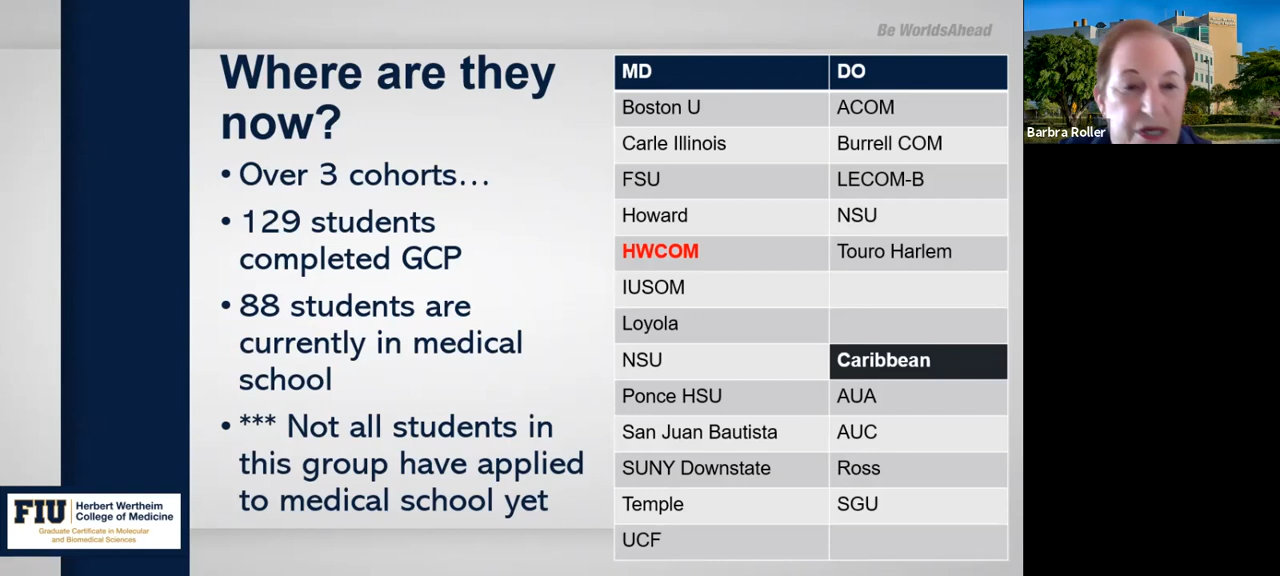 Be WorldsAhead
Where are they
now?
• Over 3 cohorts…
• 129 students
completed GCP
• 88 students are
currently in medical
school
• *** Not all students in
this group have applied
to medical school yet
MD DO
Boston U ACOM
Carle Illinois Burrell COM
FSU LECOM-B
Howard NSU
HWCOM Touro Harlem
IUSOM
Loyola
NSU Caribbean
Ponce HSU AUA
San Juan Bautista AUC
SUNY Downstate Ross
Temple SGU
UCF
FIU Herbert Wertheim
College of Medicine
Graduate Certificate in Molecular
and Biomedical Sciences
Barbra Roller